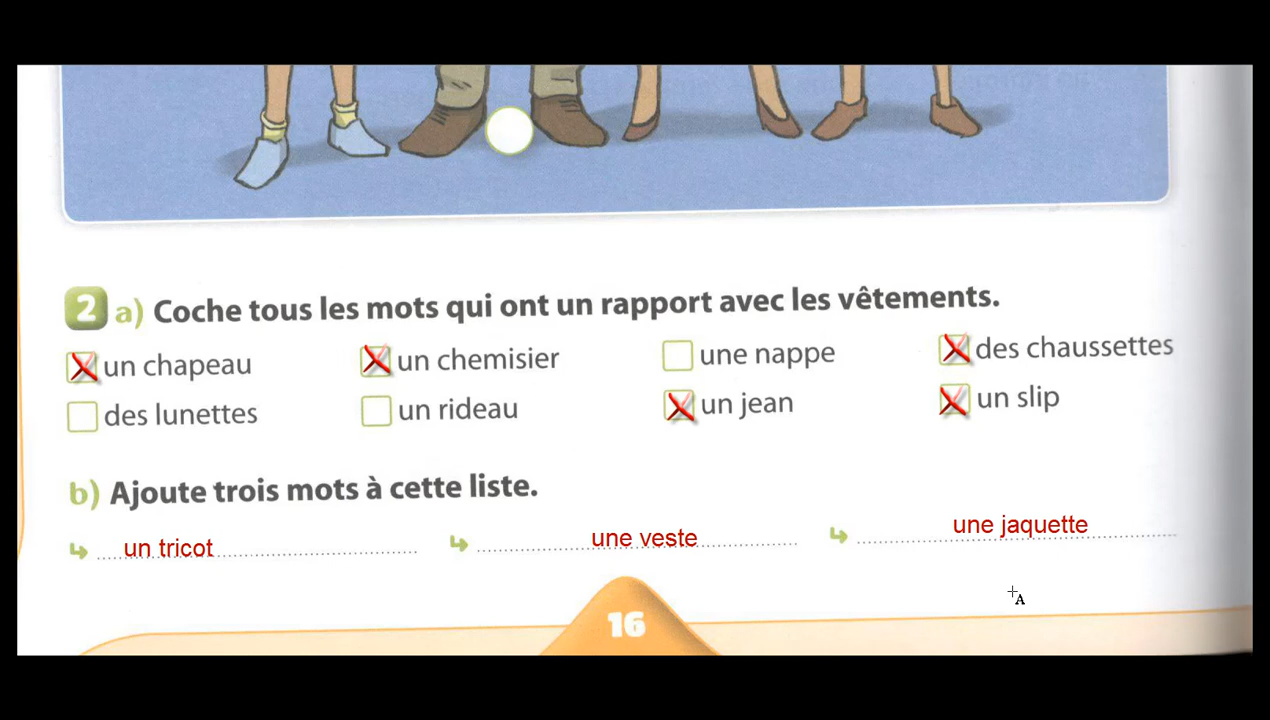 2 a) Coche tous les mots qui ont un rapport avec les vêtements.
un chapeau un chemisier une nappe des chaussettes
des lunettes un rideau un jean un slip
b) Ajoute trois mots à cette liste.
un tricot une veste une jaquette
A
16